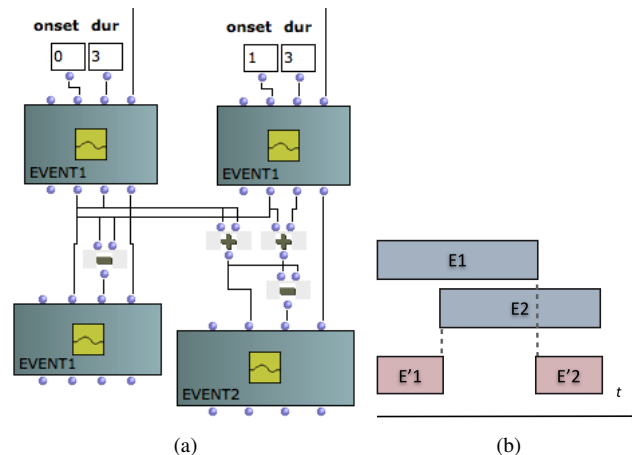 onset dur
0 3
onset dur
1 3
EVENT1
EVENT1
EVENT1
EVENT2
(a)
E1
E2
E'1
E'2
t
(b)